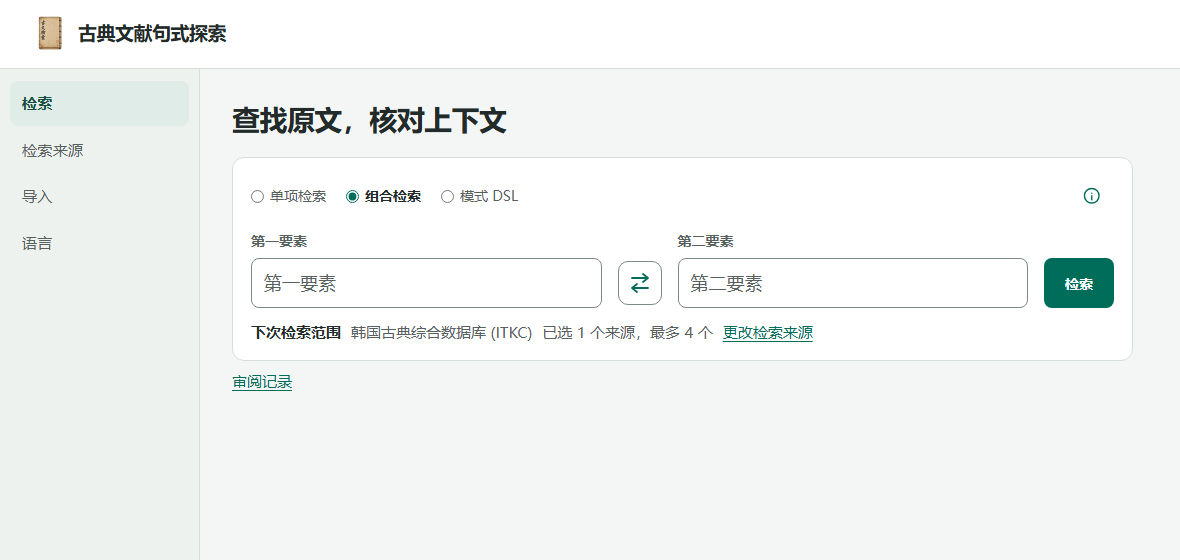 古典文献句式探索
检索
检索来源
导入
语言
查找原文，核对上下文
单项检索 组合检索 模式 DSL
第一要素 第二要素
第一要素 第二要素 检索
下次检索范围 韩国古典综合数据库 (ITKC) 已选 1 个来源，最多 4 个 更改检索来源
审阅记录